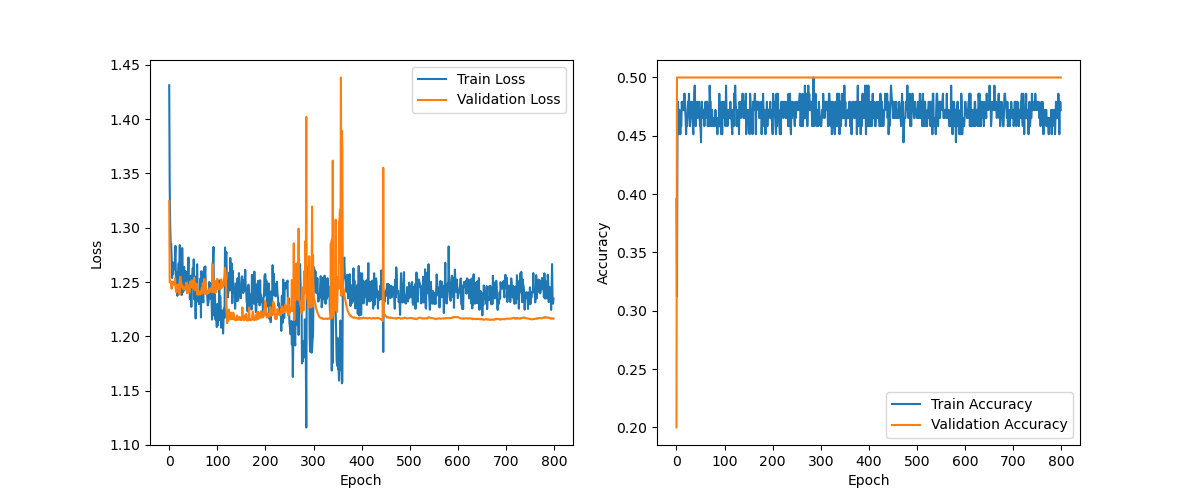 1.45
1.40
1.35
1.30
1.25
1.20
1.15
1.10
Loss
0 100 200 300 400 500 600 700 800
Epoch
Train Loss
Validation Loss
0.50
0.45
0.40
0.35
0.30
0.25
0.20
Accuracy
0 100 200 300 400 500 600 700 800
Epoch
Train Accuracy
Validation Accuracy